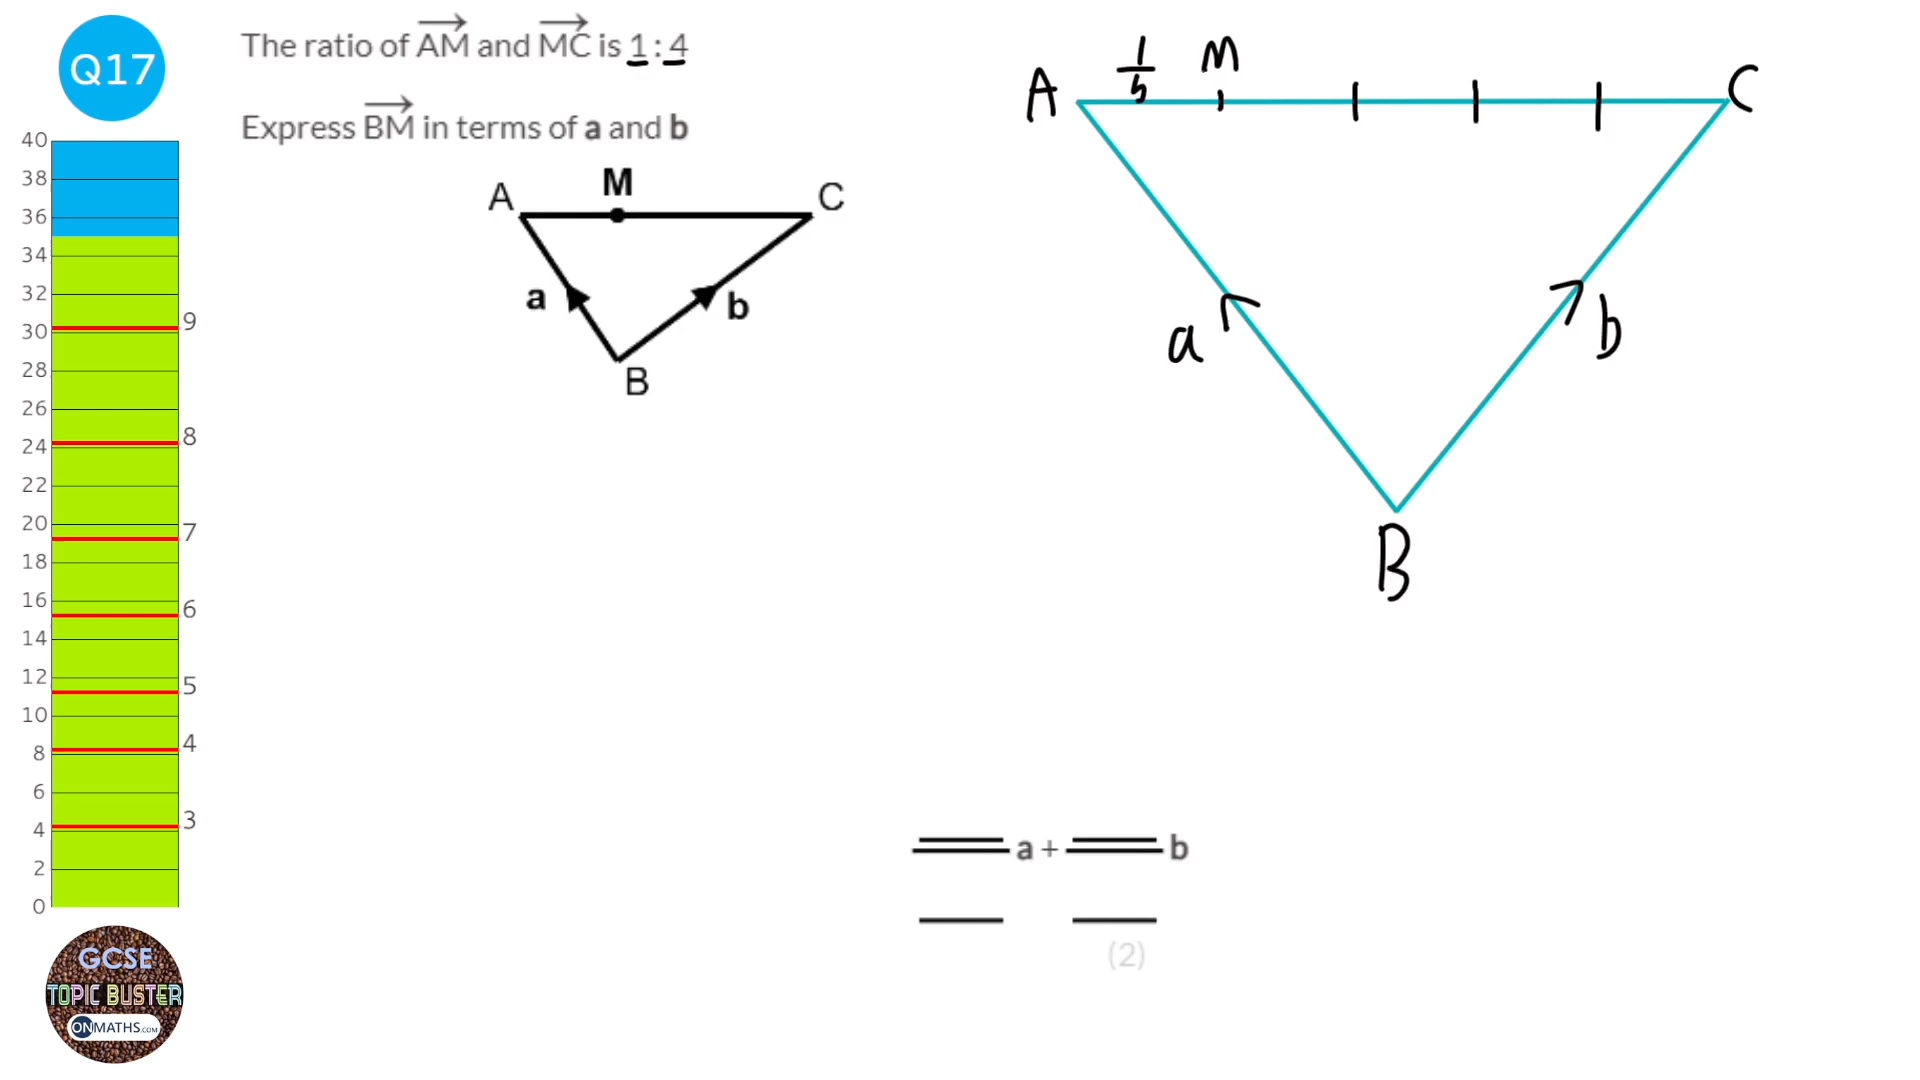 Q17
The ratio of AM and MC is 1 : 4
Express BM in terms of a and b
A M C
a b
B
A 1/5 M C
a b
B
40
38
36
34
32
30 9
28
26
24 8
22
20 7
18
16 6
14
12 5
10
8 4
6
4 3
2
0
a + b
(2)
GCSE
TOPIC BUSTER
ONMATHS.COM